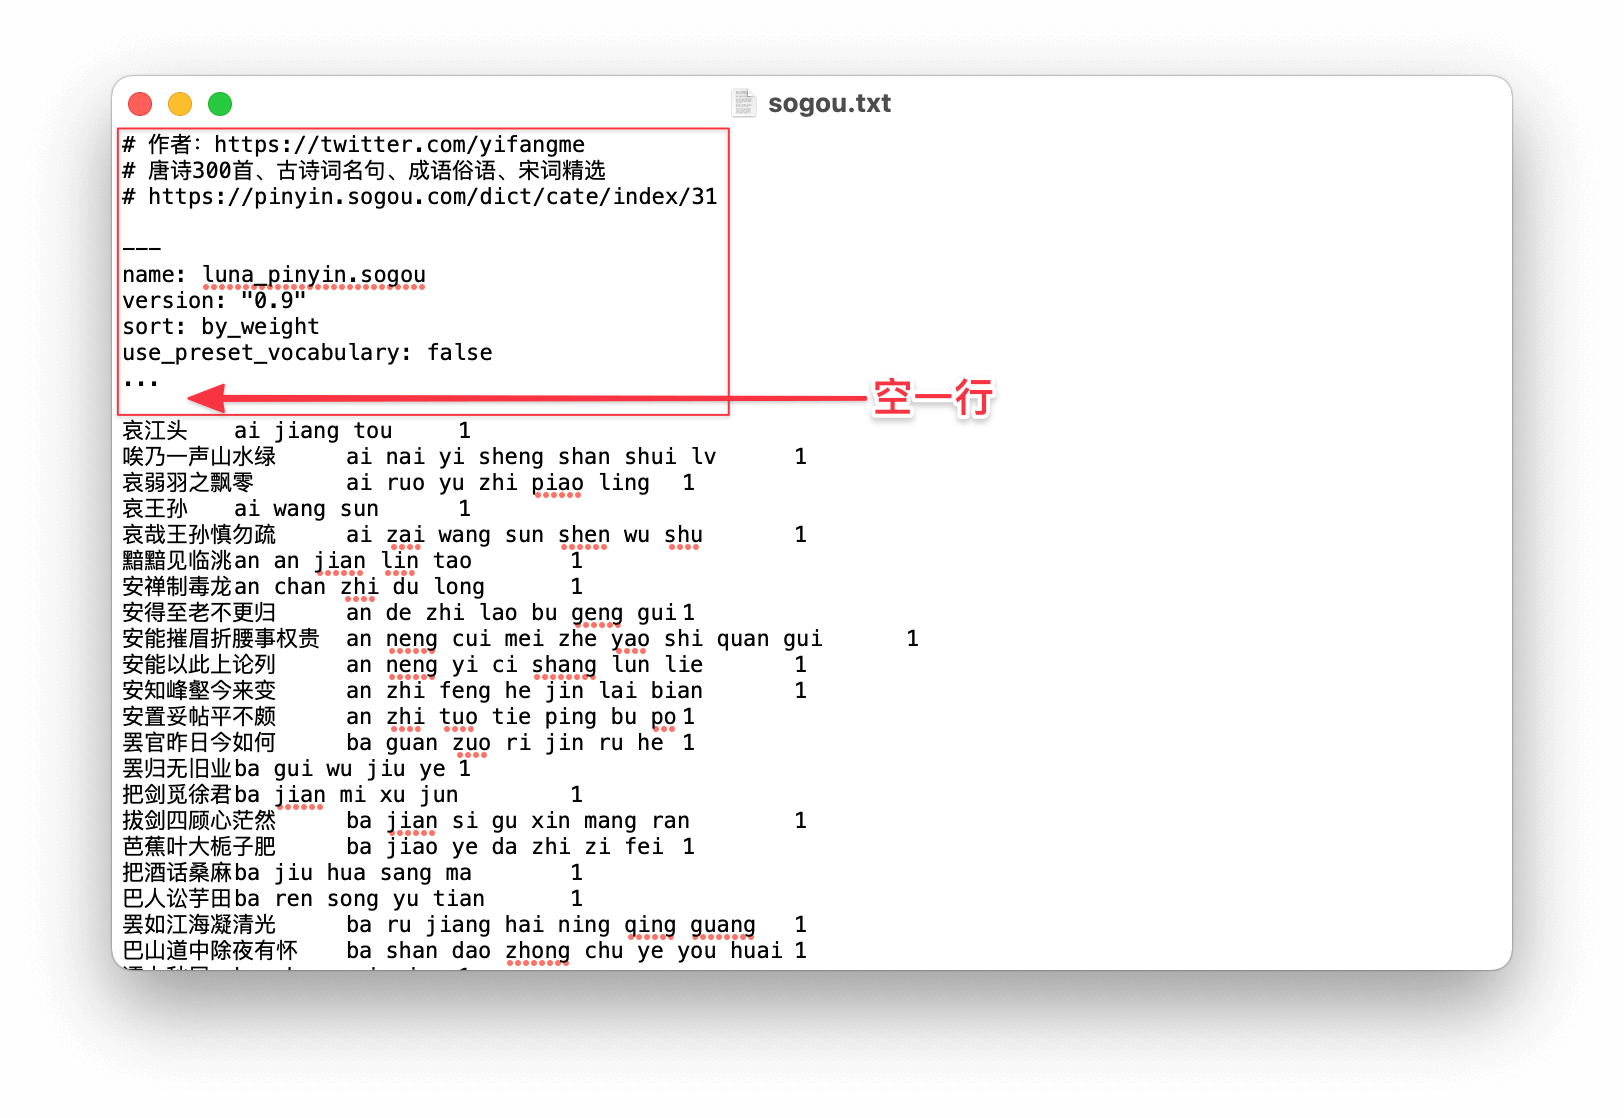 sogou.txt
# 作者：https://twitter.com/yifangme
# 唐诗300首、古诗词名句、成语俗语、宋词精选
# https://pinyin.sogou.com/dict/cate/index/31
---
name: luna_pinyin.sogou
version: "0.9"
sort: by_weight
use_preset_vocabulary: false
...
空一行
哀江头 ai jiang tou 1
唉乃一声山水绿 ai nai yi sheng shan shui lv 1
哀弱羽之飘零 ai ruo yu zhi piao ling 1
哀王孙 ai wang sun 1
哀哉王孙慎勿疏 ai zai wang sun shen wu shu 1
黯黯见临洮 an an jian lin tao 1
安禅制毒龙 an chan zhi du long 1
安得至老不更归 an de zhi lao bu geng gui 1
安能摧眉折腰事权贵 an neng cui mei zhe yao shi quan gui 1
安能以此上论列 an neng yi ci shang lun lie 1
安知峰壑今来变 an zhi feng he jin lai bian 1
安置妥帖平不颇 an zhi tuo tie ping bu po 1
罢官昨日今如何 ba guan zuo ri jin ru he 1
罢归无旧业 ba gui wu jiu ye 1
把剑觅徐君 ba jian mi xu jun 1
拔剑四顾心茫然 ba jian si gu xin mang ran 1
芭蕉叶大栀子肥 ba jiao ye da zhi zi fei 1
把酒话桑麻 ba jiu hua sang ma 1
巴人讼芋田 ba ren song yu tian 1
罢如江海凝清光 ba ru jiang hai ning qing guang 1
巴山道中除夜有怀 ba shan dao zhong chu ye you huai 1